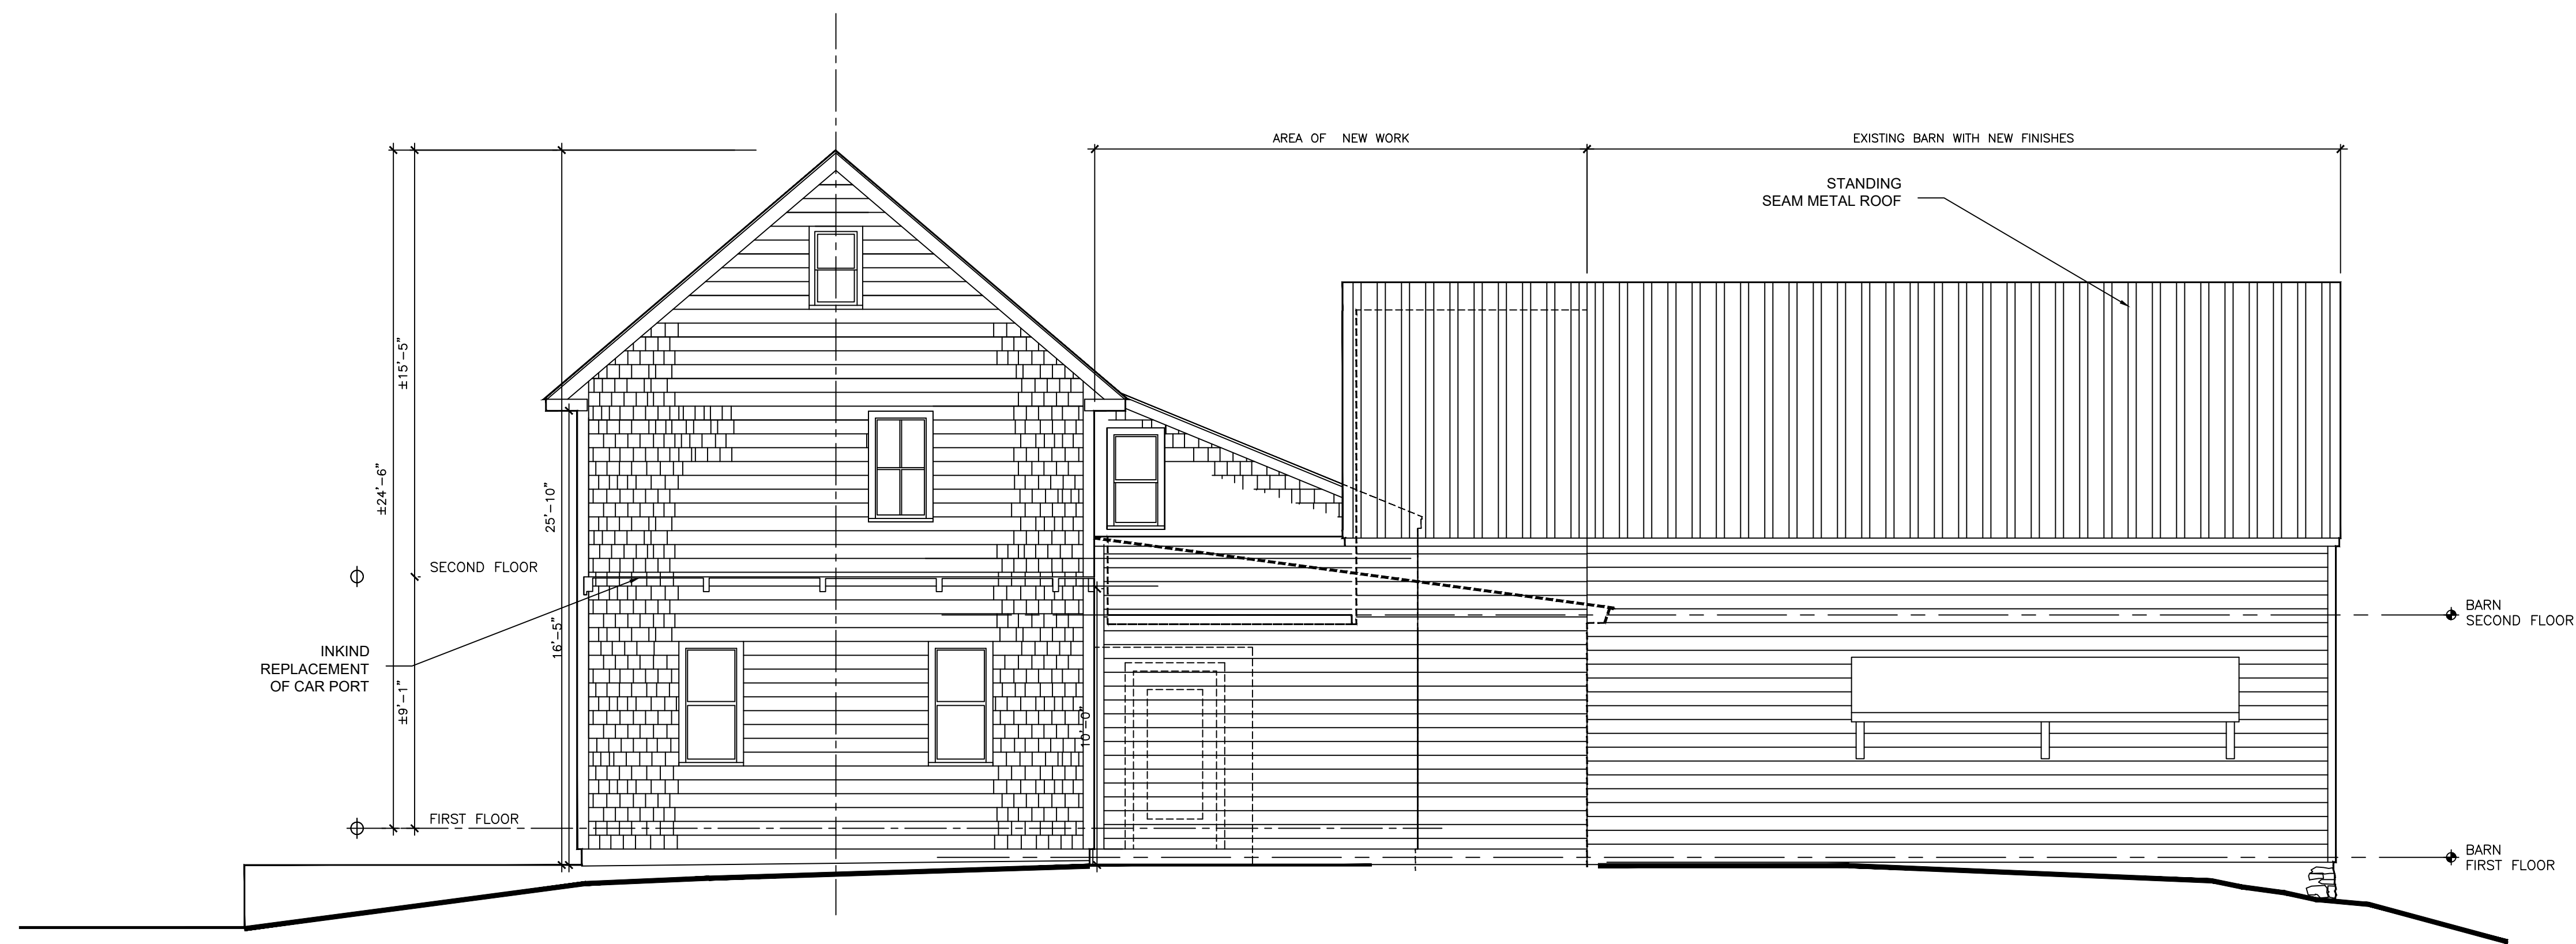 AREA OF NEW WORK
EXISTING BARN WITH NEW FINISHES
STANDING
SEAM METAL ROOF
±15'-5"
±24'-6"
25'-10"
SECOND FLOOR
16'-5"
BARN
SECOND FLOOR
INKIND
REPLACEMENT
OF CAR PORT
±9'-1"
10'-0"
FIRST FLOOR
BARN
FIRST FLOOR